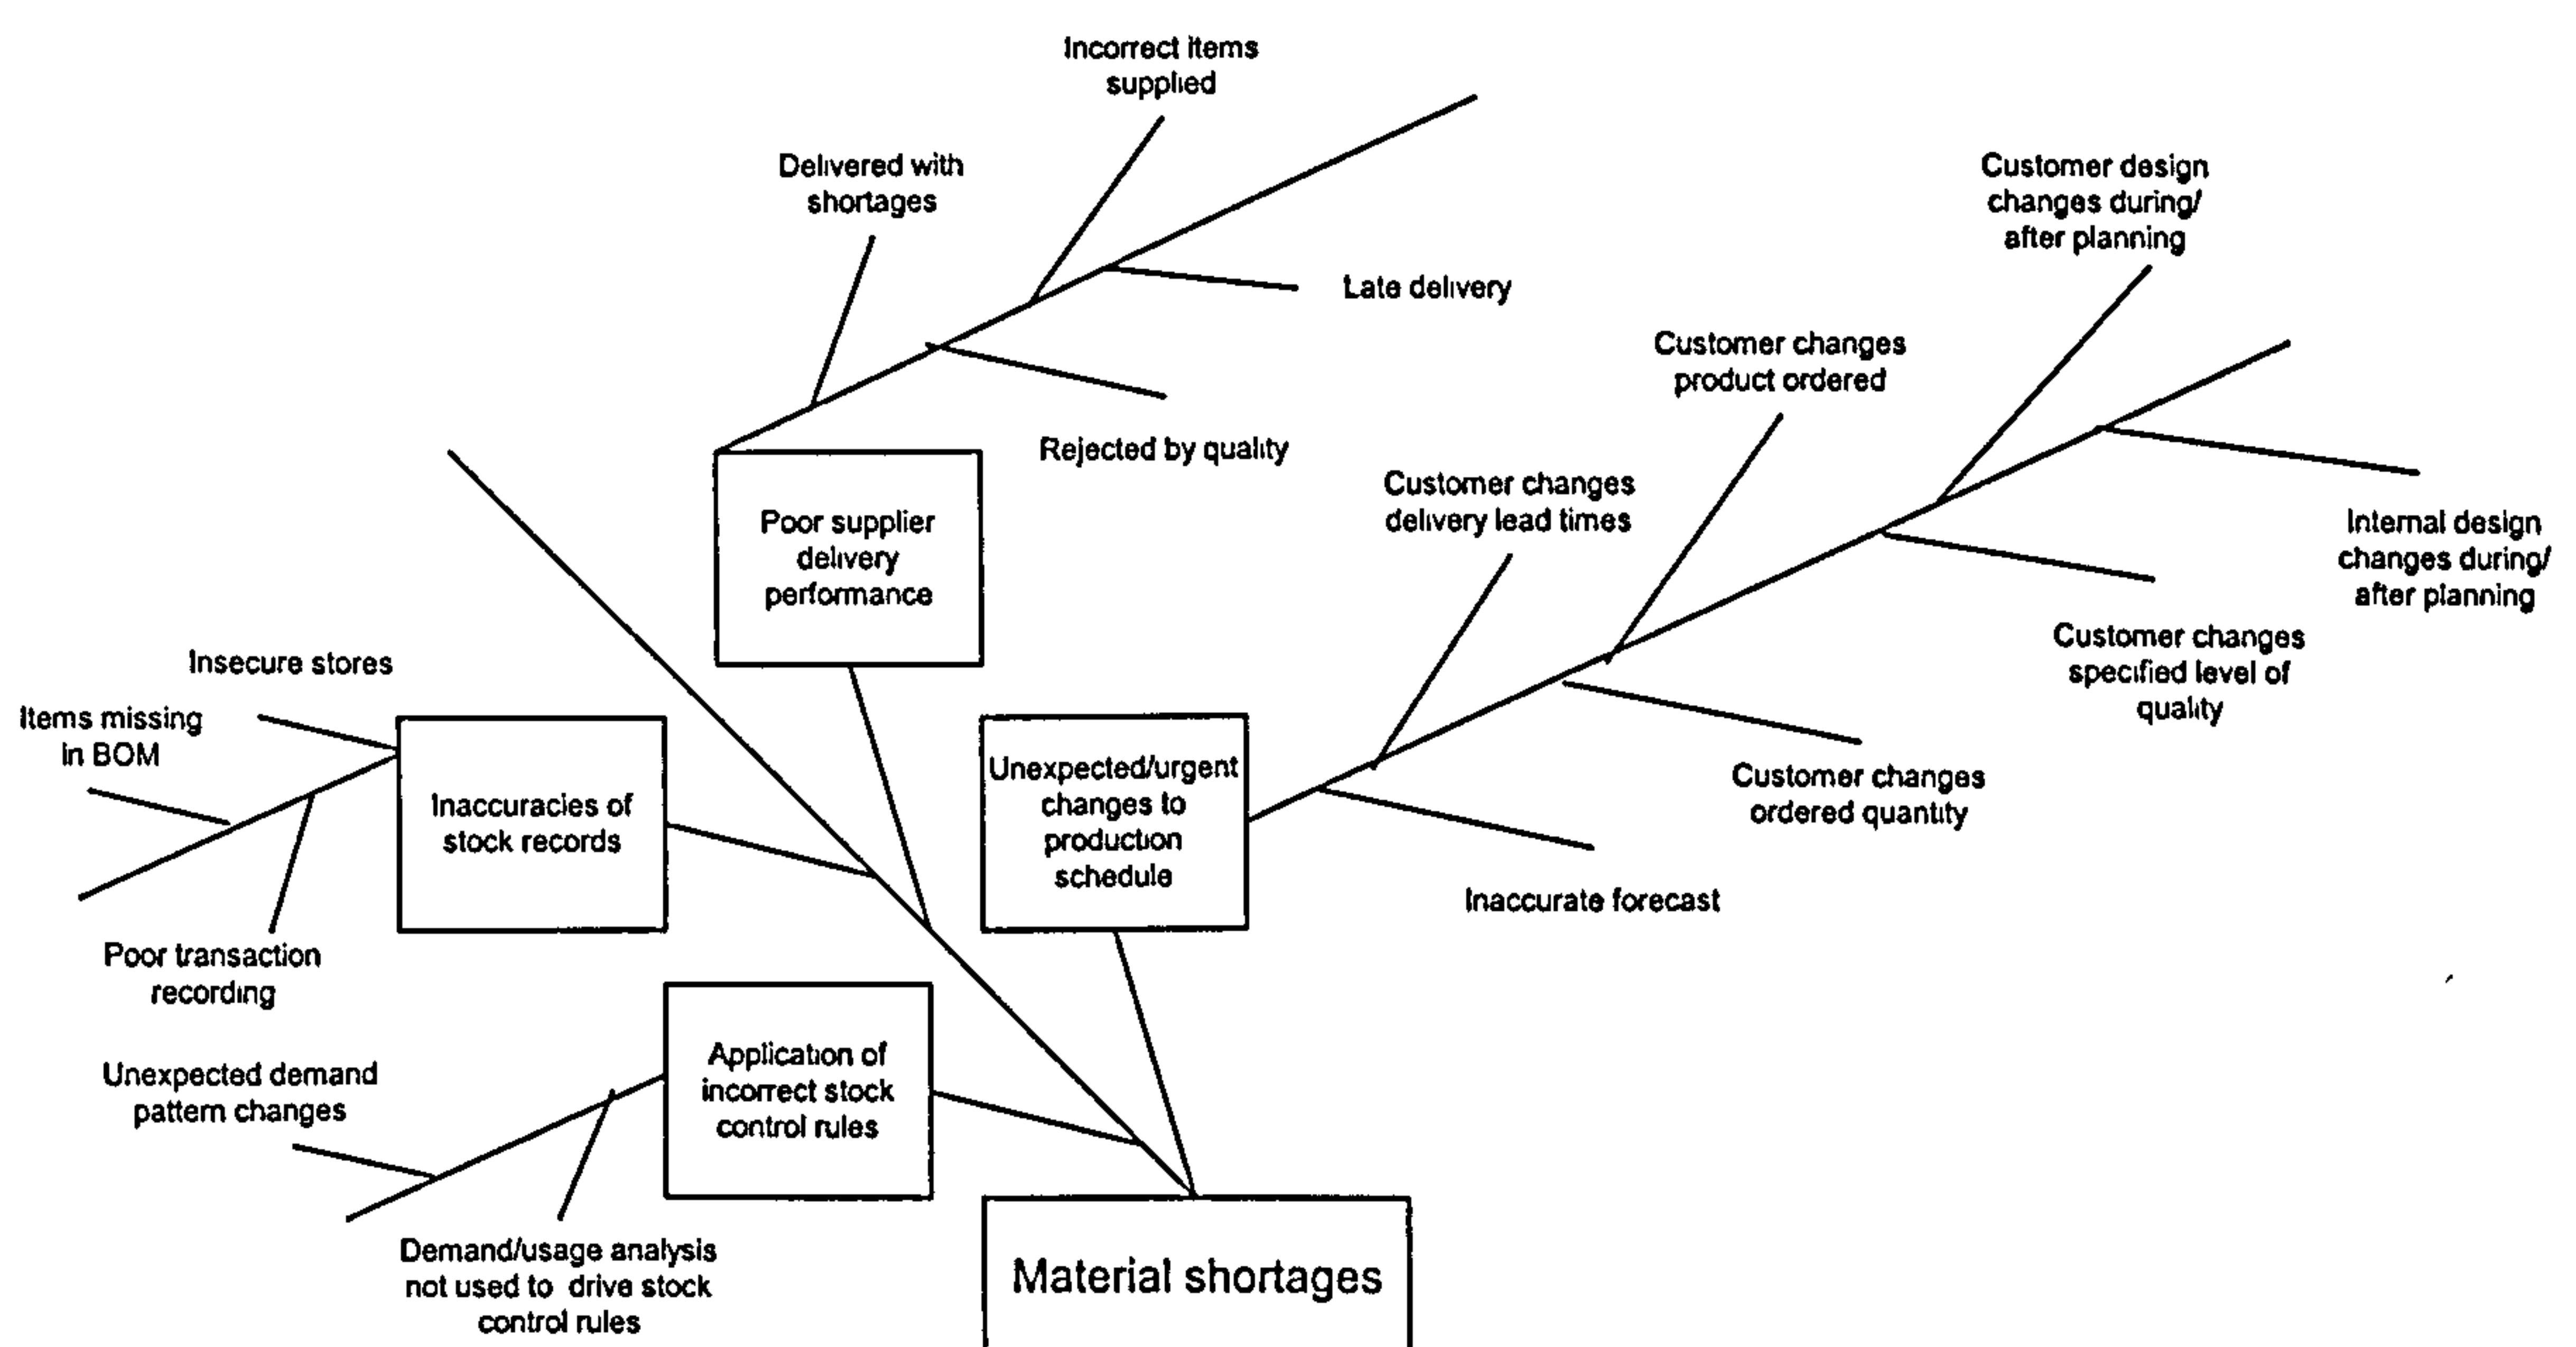 Incorrect items
supplied
Delivered with
shortages
Customer design
changes during/
after planning
Late delivery
Customer changes
product ordered
Rejected by quality
Customer changes
delivery lead times
Poor supplier
delivery
performance
Internal design
changes during/
after planning
Insecure stores
Customer changes
specified level of
quality
Items missing
in BOM
Inaccuracies of
stock records
Unexpected/urgent
changes to
production
schedule
Customer changes
ordered quantity
Inaccurate forecast
Poor transaction
recording
Application of
incorrect stock
control rules
Unexpected demand
pattern changes
Demand/usage analysis
not used to drive stock
control rules
Material shortages